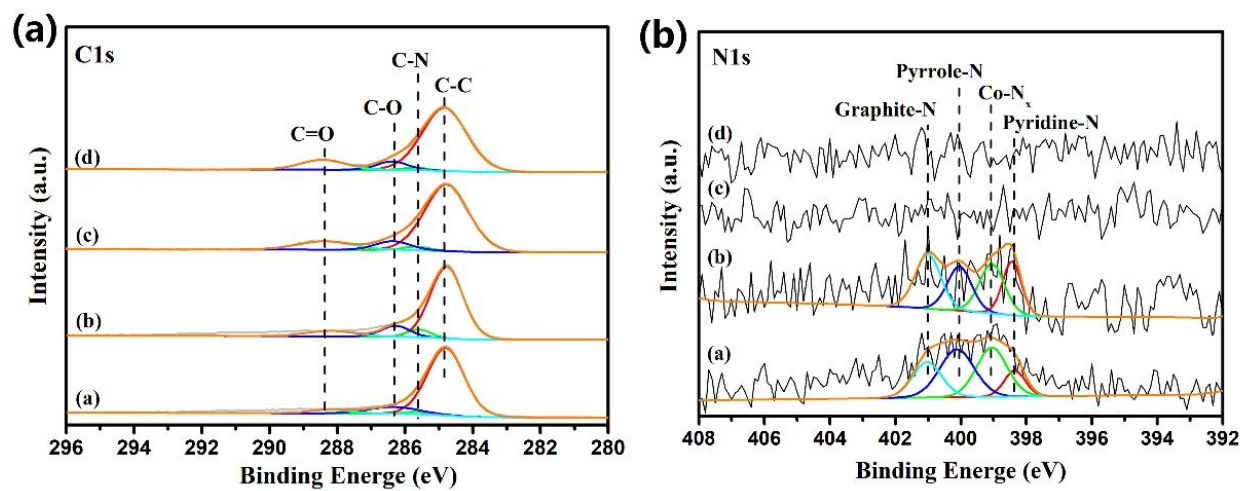 (a)
C1s
C-N
C-C
C-O
C=O
(d)
(c)
(b)
(a)
Intensity (a.u.)
296 294 292 290 288 286 284 282 280
Binding Energe (eV)
(b)
N1s
Pyrrole-N
Co-Nx
Graphite-N
Pyridine-N
(d)
(c)
(b)
(a)
Intensity (a.u.)
408 406 404 402 400 398 396 394 392
Binding Energe (eV)